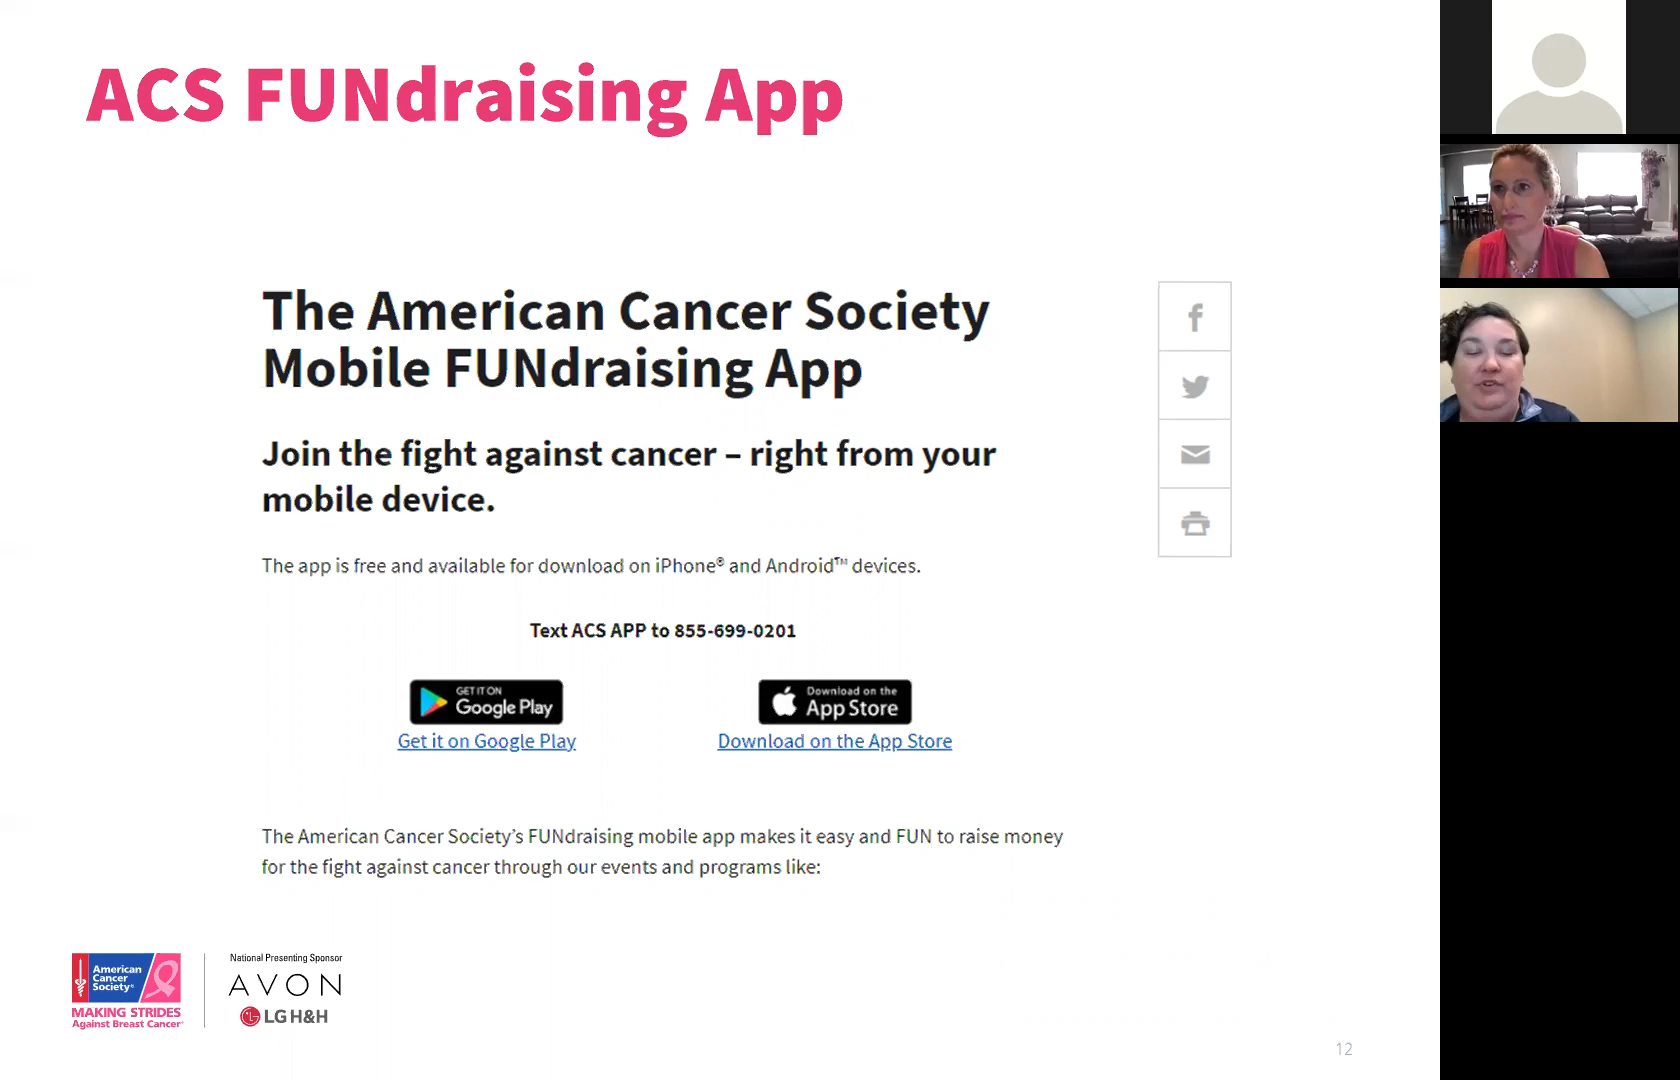 ACS FUNdraising App
The American Cancer Society
Mobile FUNdraising App
Join the fight against cancer – right from your
mobile device.
The app is free and available for download on iPhone® and Android™ devices.
Text ACS APP to 855-699-0201
GET IT ON
Google Play
Get it on Google Play
Download on the
App Store
Download on the App Store
The American Cancer Society’s FUNdraising mobile app makes it easy and FUN to raise money
for the fight against cancer through our events and programs like:
American
Cancer
Society®
MAKING STRIDES
Against Breast Cancer®
National Presenting Sponsor
AVON
LG H&H
12